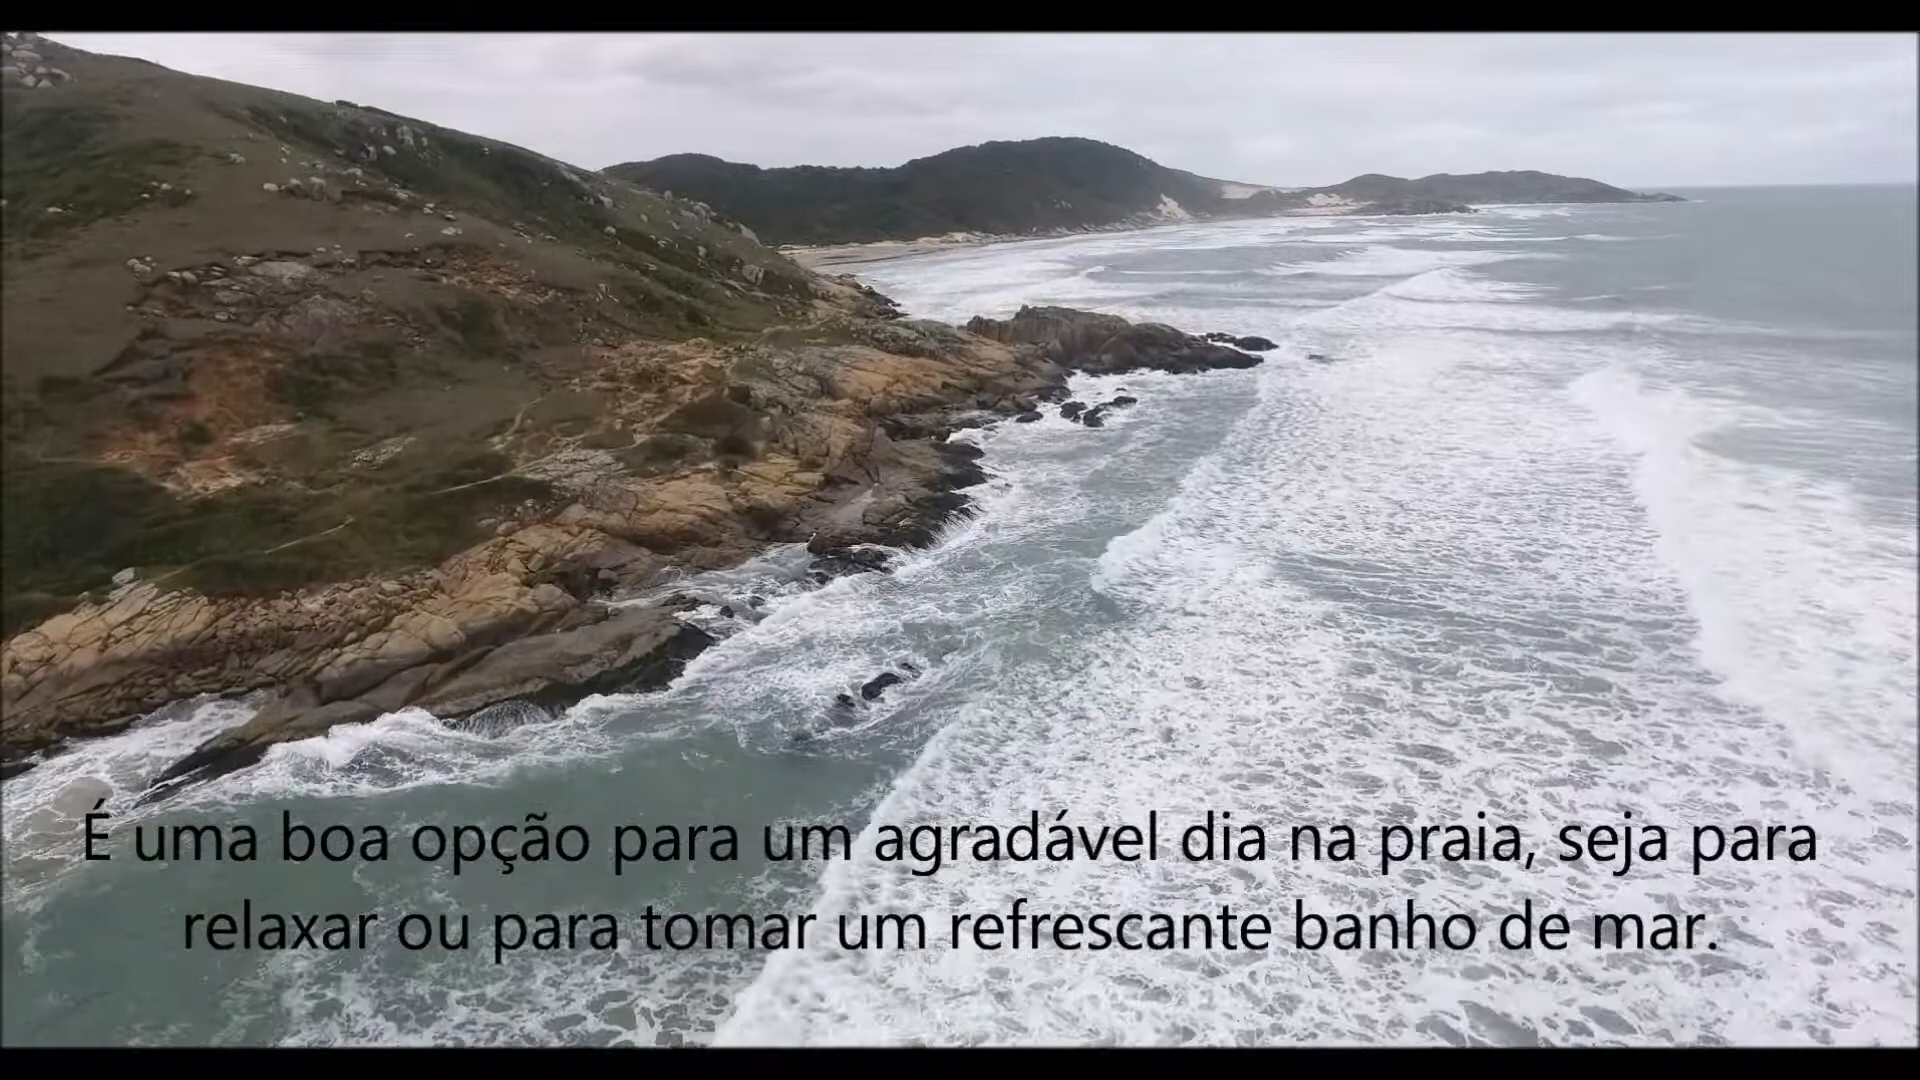 É uma boa opção para um agradável dia na praia, seja para
relaxar ou para tomar um refrescante banho de mar.